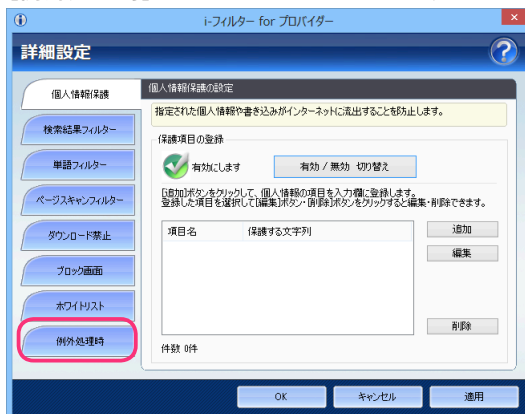 i-フィルター for プロバイダー
詳細設定
個人情報保護
検索結果フィルター
単語フィルター
ページスキャンフィルター
ダウンロード禁止
ブロック画面
ホワイトリスト
例外処理時
個人情報保護の設定
指定された個人情報や書き込みがインターネットに流出することを防止します。
保護項目の登録
有効にします
有効 / 無効 切り替え
[追加]ボタンをクリックして、個人情報の項目を入力欄に登録します。
登録した項目を選択して[編集]ボタン・[削除]ボタンをクリックすると編集・削除できます。
項目名 保護する文字列
追加
編集
削除
件数 0件
OK キャンセル 適用